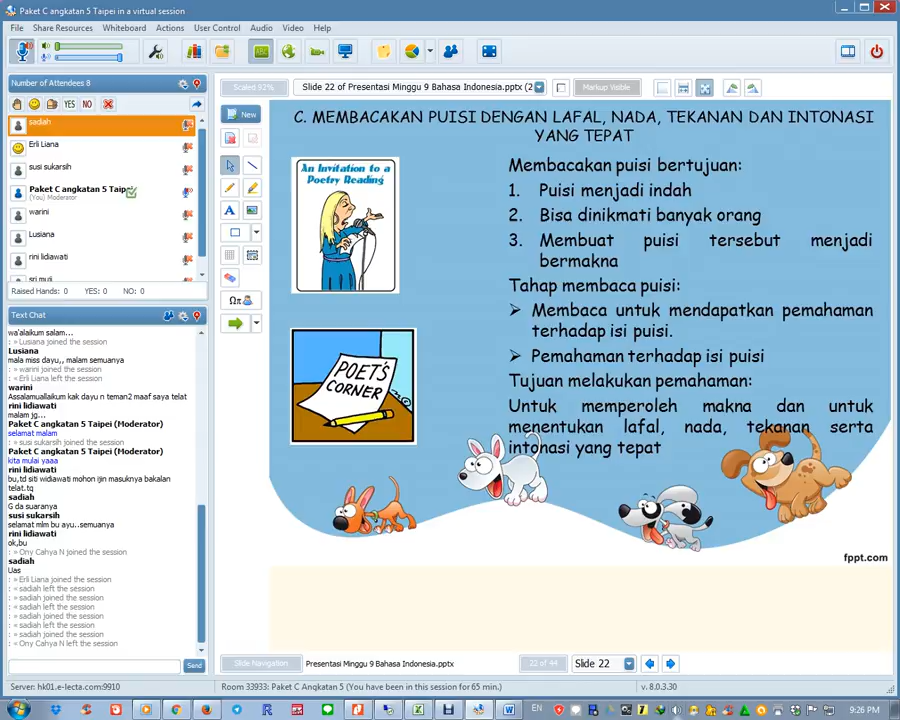 Paket C angkatan 5 Taipei in a virtual session
File Share Resources Whiteboard Actions User Control Audio Video Help
Number of Attendees 8
YES NO
sadiah
Erli Liana
susi sukarsih
Paket C angkatan 5 Taipei
(You) Moderator
warini
Lusiana
rini lidiawati
sri muji
Raised Hands: 0 YES: 0 NO: 0
Text Chat
wa'alaikum salam...
: » Lusiana joined the session
Lusiana
mala miss dayu,, malam semuanya
: » warini joined the session
: » Erli Liana left the session
warini
Assalamuallaikum kak dayu n teman2 maaf saya telat
rini lidiawati
malam jg...
Paket C angkatan 5 Taipei (Moderator)
selamat malam
: » susi sukarsih joined the session
Paket C angkatan 5 Taipei (Moderator)
kita mulai yaaa
rini lidiawati
bu,td siti widiawati mohon ijin masuknya bakalan
telat.tq
sadiah
G da suaranya
susi sukarsih
selamat mlm bu ayu..semuanya
rini lidiawati
ok,bu
: » Ony Cahya N joined the session
sadiah
Uas
: » Erli Liana joined the session
: » sadiah left the session
: » sadiah joined the session
: » sadiah left the session
: » sadiah joined the session
: » sadiah left the session
: » sadiah joined the session
: » Ony Cahya N left the session
Send
Scaled 92%
Slide 22 of Presentasi Minggu 9 Bahasa Indonesia.pptx (2
Markup Visible
New
A
Ωπ
C. MEMBACAKAN PUISI DENGAN LAFAL, NADA, TEKANAN DAN INTONASI
YANG TEPAT
An Invitation to a
Poetry Reading
POET'S
CORNER
Membacakan puisi bertujuan:
1. Puisi menjadi indah
2. Bisa dinikmati banyak orang
3. Membuat puisi tersebut menjadi
bermakna
Tahap membaca puisi:
Membaca untuk mendapatkan pemahaman
terhadap isi puisi.
Pemahaman terhadap isi puisi
Tujuan melakukan pemahaman:
Untuk memperoleh makna dan untuk
menentukan lafal, nada, tekanan serta
intonasi yang tepat
fppt.com
Slide Navigation
Presentasi Minggu 9 Bahasa Indonesia.pptx
22 of 44
Slide 22
Server: hk01.e-lecta.com:9910
Room 33933: Paket C Angkatan 5 (You have been in this session for 65 min.)
v. 8.0.3.30
EN
9:26 PM